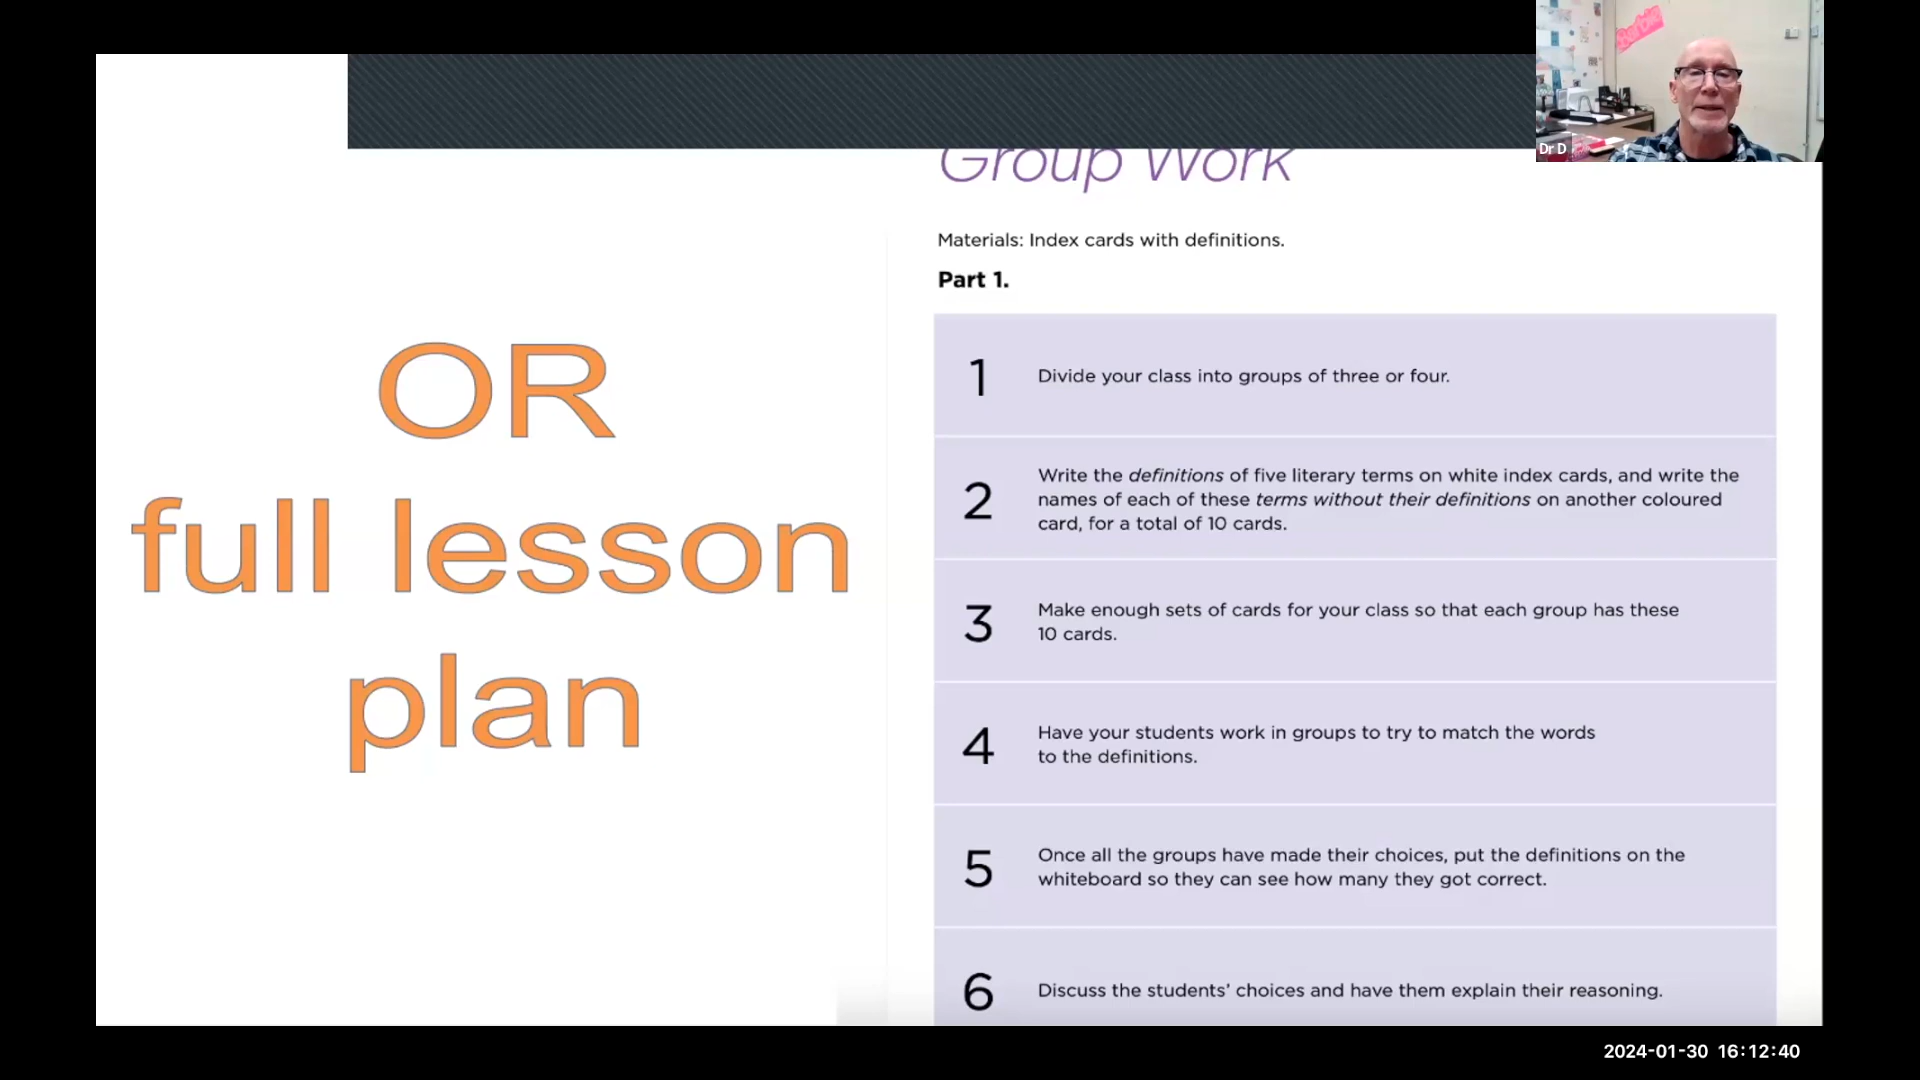 Barbie
Dr D
Group Work
Materials: Index cards with definitions.
Part 1.
OR
full lesson
plan
1
Divide your class into groups of three or four.
2
Write the definitions of five literary terms on white index cards, and write the
names of each of these terms without their definitions on another coloured
card, for a total of 10 cards.
3
Make enough sets of cards for your class so that each group has these
10 cards.
4
Have your students work in groups to try to match the words
to the definitions.
5
Once all the groups have made their choices, put the definitions on the
whiteboard so they can see how many they got correct.
6
Discuss the students’ choices and have them explain their reasoning.
2024-01-30 16:12:40